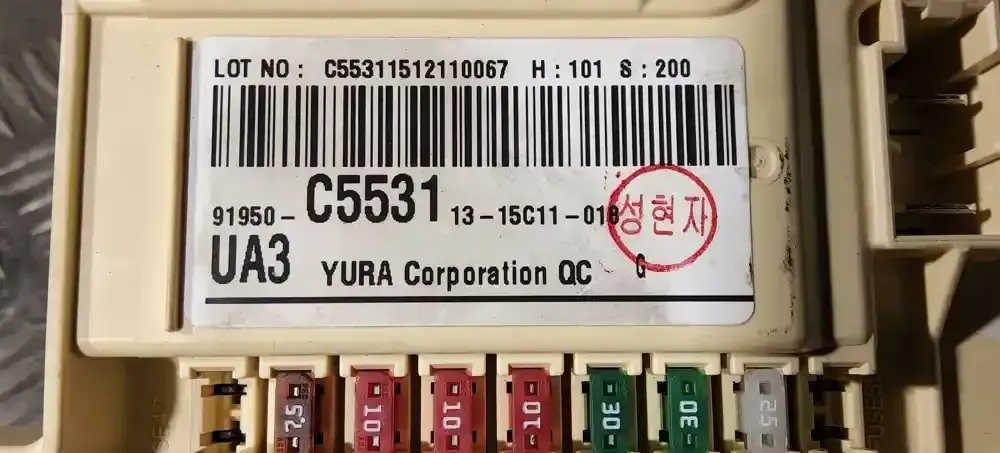 LOT NO : C55311512110067 H : 101 S : 200
91950- C5531 13-15C11-018
성현자
UA3 YURA Corporation QC G
7.5 10 10 10 30 30 25